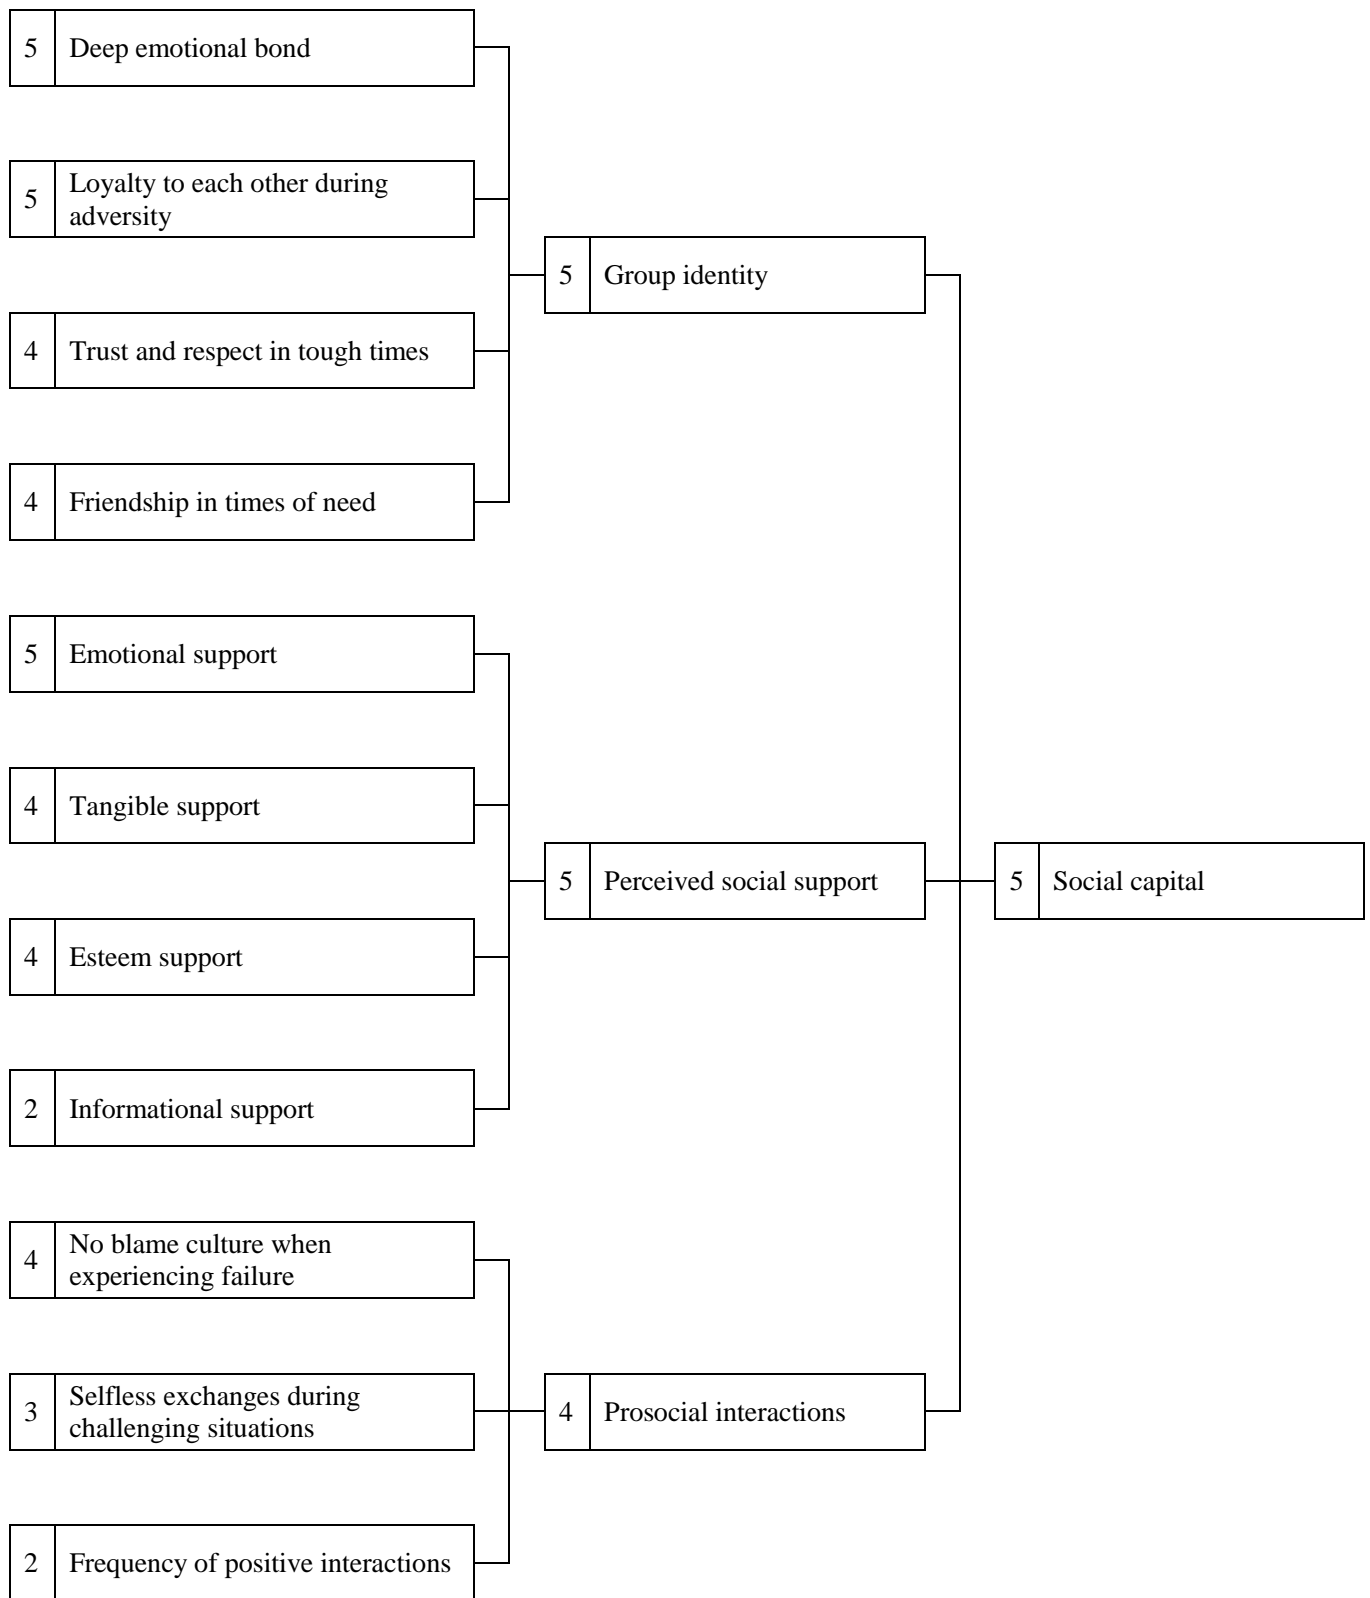 5 Deep emotional bond
5 Loyalty to each other during
adversity
5 Group identity
4 Trust and respect in tough times
4 Friendship in times of need
5 Emotional support
4 Tangible support
5 Perceived social support
5 Social capital
4 Esteem support
2 Informational support
4 No blame culture when
experiencing failure
3 Selfless exchanges during
challenging situations
4 Prosocial interactions
2 Frequency of positive interactions